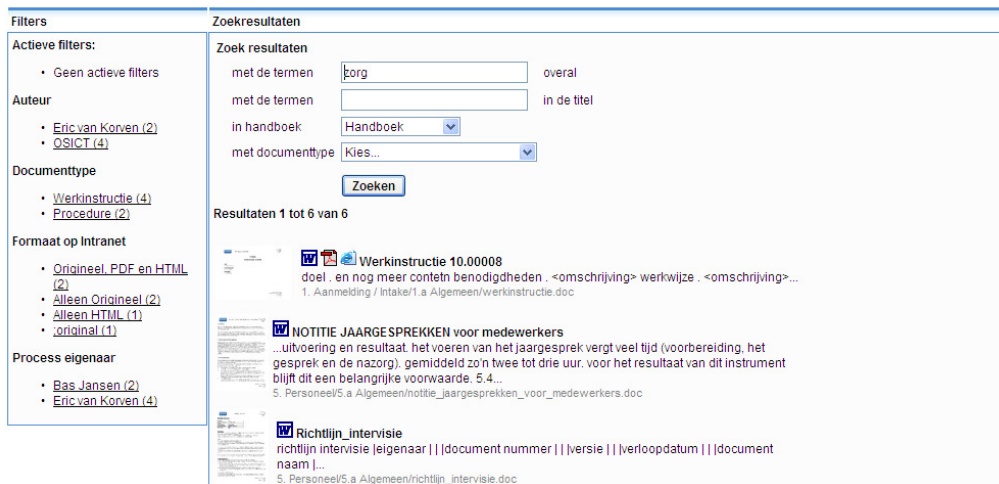 Filters
Actieve filters:
• Geen actieve filters
Auteur
• Eric van Korven (2)
• OSICT (4)
Documenttype
• Werkinstructie (4)
• Procedure (2)
Formaat op Intranet
• Origineel, PDF en HTML
(2)
• Alleen Origineel (2)
• Alleen HTML (1)
• ;original (1)
Process eigenaar
• Bas Jansen (2)
• Eric van Korven (4)
Zoekresultaten
Zoek resultaten
met de termen zorg overal
met de termen in de titel
in handboek Handboek
met documenttype Kies...
Zoeken
Resultaten 1 tot 6 van 6
Werkinstructie 10.00008
doel . en nog meer contetn benodigdheden . <omschrijving> werkwijze . <omschrijving>...
1. Aanmelding / Intake/1.a Algemeen/werkinstructie.doc
NOTITIE JAARGESPREKKEN voor medewerkers
...uitvoering en resultaat. het voeren van het jaargesprek vergt veel tijd (voorbereiding, het
gesprek en de nazorg). gemiddeld zo'n twee tot drie uur. voor het resultaat van dit instrument
blijft dit een belangrijke voorwaarde. 5.4...
5. Personeel/5.a Algemeen/notitie_jaargesprekken_voor_medewerkers.doc
Richtlijn_intervisie
richtlijn intervisie |eigenaar | | |document nummer | | |versie | | |verloopdatum | | |document
naam |...
5. Personeel/5.a Algemeen/richtlijn_intervisie.doc